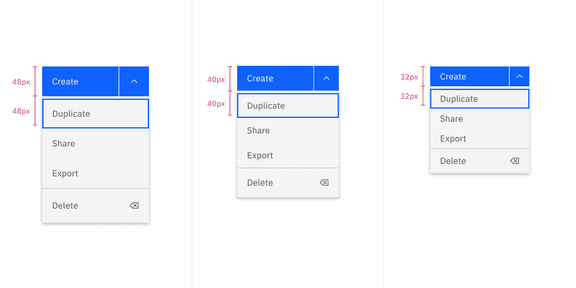 48px
Create
48px
Duplicate
Share
Export
Delete
40px
Create
40px
Duplicate
Share
Export
Delete
32px
Create
32px
Duplicate
Share
Export
Delete